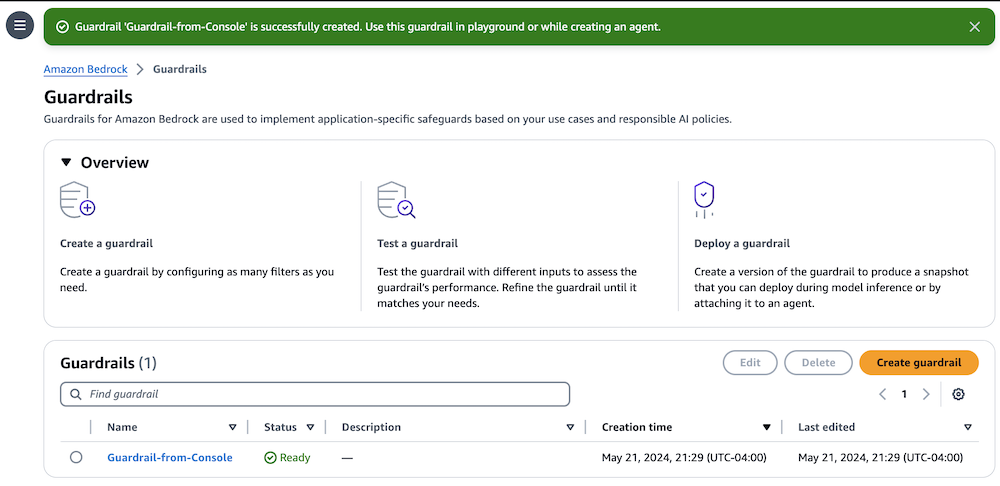 Guardrail 'Guardrail-from-Console' is successfully created. Use this guardrail in playground or while creating an agent.
Amazon Bedrock > Guardrails
Guardrails
Guardrails for Amazon Bedrock are used to implement application-specific safeguards based on your use cases and responsible AI policies.
Overview
Create a guardrail
Create a guardrail by configuring as many filters as you
need.
Test a guardrail
Test the guardrail with different inputs to assess the
guardrail's performance. Refine the guardrail until it
matches your needs.
Deploy a guardrail
Create a version of the guardrail to produce a snapshot
that you can deploy during model inference or by
attaching it to an agent.
Guardrails (1)
Edit
Delete
Create guardrail
Find guardrail
1
Name Status Description Creation time Last edited
Guardrail-from-Console Ready — May 21, 2024, 21:29 (UTC-04:00) May 21, 2024, 21:29 (UTC-04:00)